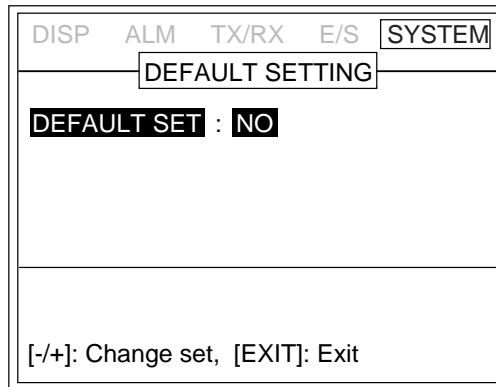 DISP ALM TX/RX E/S SYSTEM
DEFAULT SETTING
DEFAULT SET : NO
[-/+]: Change set, [EXIT]: Exit